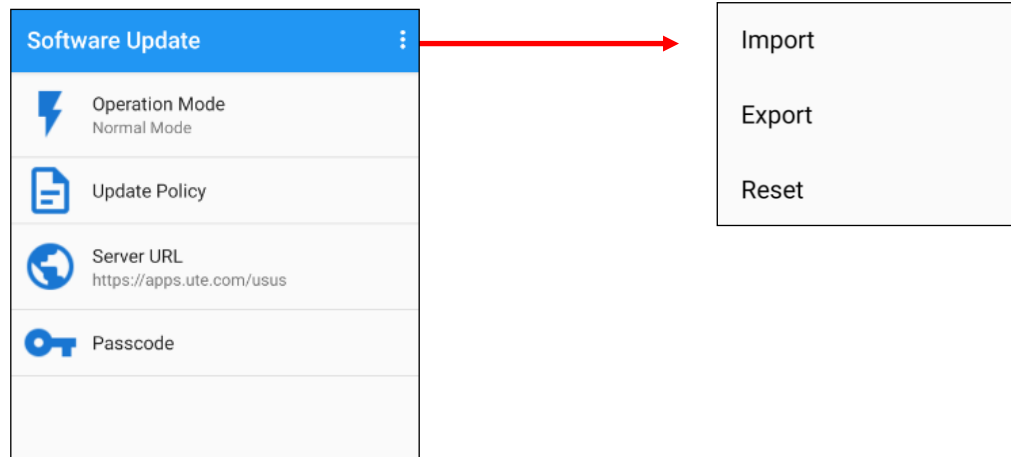 Software Update
Operation Mode
Normal Mode
Update Policy
Server URL
https://apps.ute.com/usus
Passcode
Import
Export
Reset